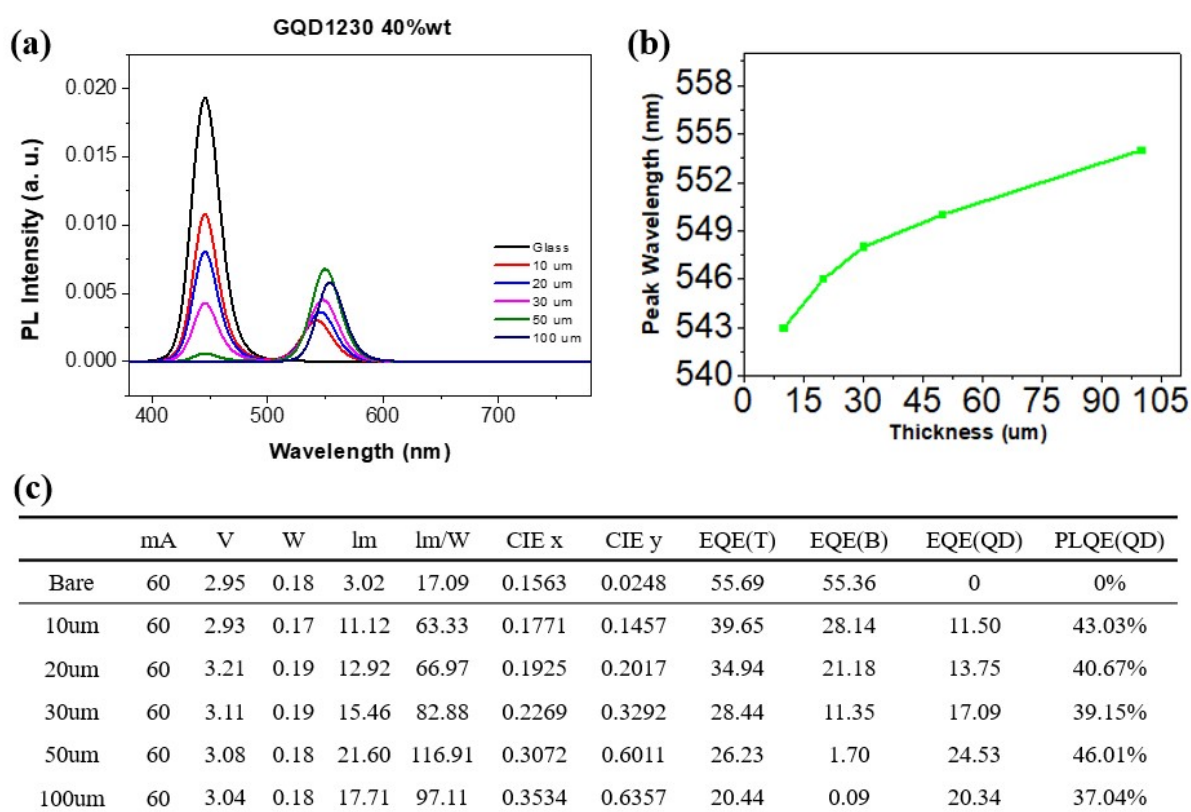 (a)
GQD1230 40%wt
PL Intensity (a. u.)
0.020
0.015
0.010
0.005
0.000
400
500
600
700
Wavelength (nm)
Glass
10 um
20 um
30 um
50 um
100 um
(b)
Peak Wavelength (nm)
558
555
552
549
546
543
540
0 15 30 45 60 75 90 105
Thickness (um)
(c)
mA V W lm lm/W CIE x CIE y EQE(T) EQE(B) EQE(QD) PLQE(QD)
Bare 60 2.95 0.18 3.02 17.09 0.1563 0.0248 55.69 55.36 0 0%
10um 60 2.93 0.17 11.12 63.33 0.1771 0.1457 39.65 28.14 11.50 43.03%
20um 60 3.21 0.19 12.92 66.97 0.1925 0.2017 34.94 21.18 13.75 40.67%
30um 60 3.11 0.19 15.46 82.88 0.2269 0.3292 28.44 11.35 17.09 39.15%
50um 60 3.08 0.18 21.60 116.91 0.3072 0.6011 26.23 1.70 24.53 46.01%
100um 60 3.04 0.18 17.71 97.11 0.3534 0.6357 20.44 0.09 20.34 37.04%